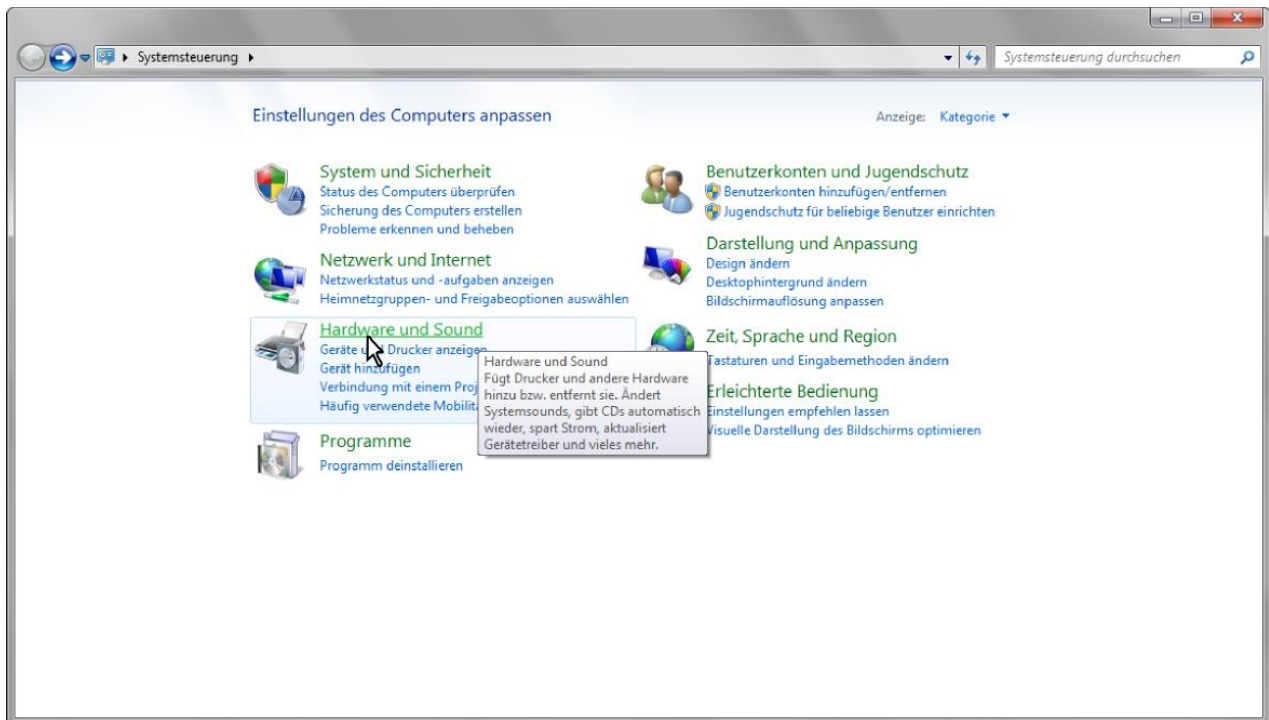 Systemsteuerung
Systemsteuerung durchsuchen
Einstellungen des Computers anpassen
Anzeige: Kategorie
System und Sicherheit
Status des Computers überprüfen
Sicherung des Computers erstellen
Probleme erkennen und beheben
Netzwerk und Internet
Netzwerkstatus und -aufgaben anzeigen
Heimnetzgruppen- und Freigabeoptionen auswählen
Hardware und Sound
Geräte und Drucker anzeigen
Gerät hinzufügen
Verbindung mit einem
Häufig verwendete
Hardware und Sound
Fügt Drucker und andere Hardware
hinzu bzw. entfernt sie. Ändert
Systemsounds, gibt CDs automatisch
wieder, spart Strom, aktualisiert
Gerätetreiber und vieles mehr.
Programme
Programm deinstallieren
Benutzerkonten und Jugendschutz
Benutzerkonten hinzufügen/entfernen
Jugendschutz für beliebige Benutzer einrichten
Darstellung und Anpassung
Design ändern
Desktophintergrund ändern
Bildschirmauflösung anpassen
Zeit, Sprache und Region
Tastaturen und Eingabemethoden ändern
Erleichterte Bedienung
Einstellungen empfehlen lassen
Visuelle Darstellung des Bildschirms optimieren